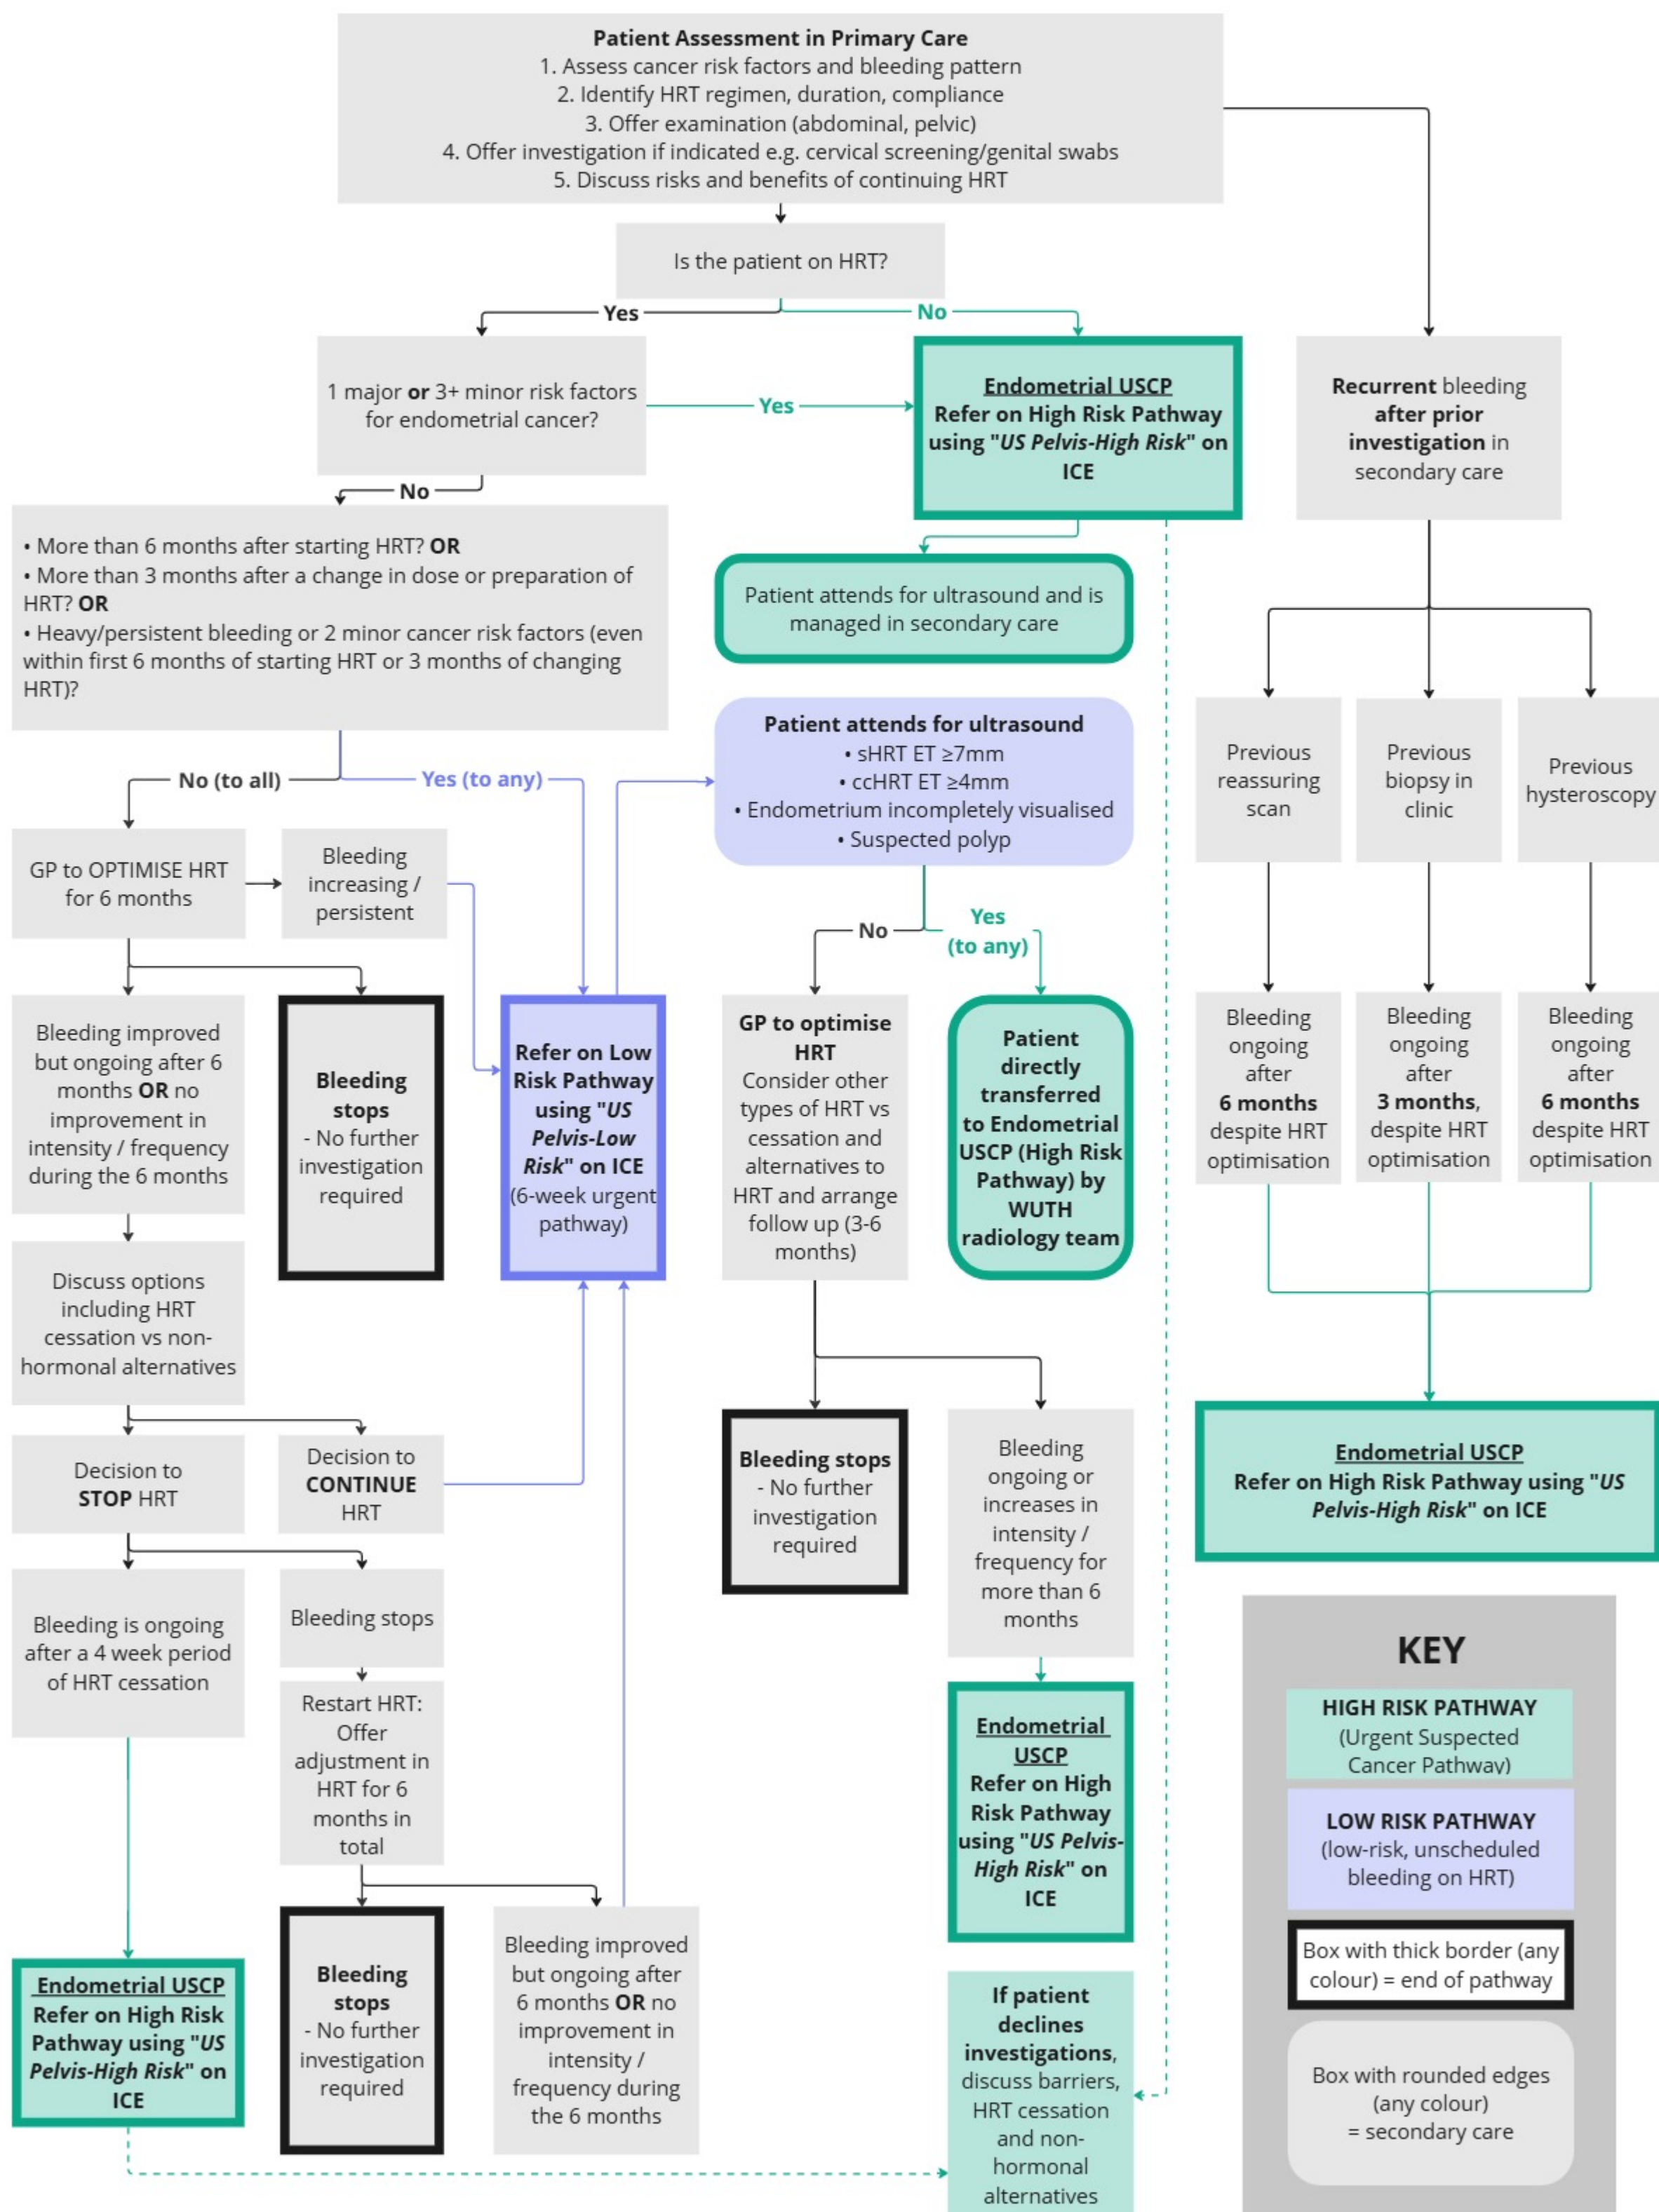 Patient Assessment in Primary Care
1. Assess cancer risk factors and bleeding pattern
2. Identify HRT regimen, duration, compliance
3. Offer examination (abdominal, pelvic)
4. Offer investigation if indicated e.g. cervical screening/genital swabs
5. Discuss risks and benefits of continuing HRT
Is the patient on HRT?
Yes
No
1 major or 3+ minor risk factors
for endometrial cancer?
Yes
Endometrial USCP
Refer on High Risk Pathway
using "US Pelvis-High Risk" on
ICE
Recurrent bleeding
after prior
investigation in
secondary care
No
• More than 6 months after starting HRT? OR
• More than 3 months after a change in dose or preparation of
HRT? OR
• Heavy/persistent bleeding or 2 minor cancer risk factors (even
within first 6 months of starting HRT or 3 months of changing
HRT)?
Patient attends for ultrasound and is
managed in secondary care
Patient attends for ultrasound
• sHRT ET ≥7mm
• ccHRT ET ≥4mm
• Endometrium incompletely visualised
• Suspected polyp
Previous
reassuring
scan
Previous
biopsy in
clinic
Previous
hysteroscopy
No (to all)
Yes (to any)
GP to OPTIMISE HRT
for 6 months
Bleeding
increasing /
persistent
No
Yes
(to any)
Bleeding improved
but ongoing after 6
months OR no
improvement in
intensity / frequency
during the 6 months
Bleeding
stops
- No further
investigation
required
Refer on Low
Risk Pathway
using "US
Pelvis-Low
Risk" on ICE
(6-week urgent
pathway)
GP to optimise
HRT
Consider other
types of HRT vs
cessation and
alternatives to
HRT and arrange
follow up (3-6
months)
Patient
directly
transferred
to Endometrial
USCP (High Risk
Pathway) by
WUTH
radiology team
Bleeding
ongoing
after
6 months
despite HRT
optimisation
Bleeding
ongoing
after
3 months,
despite HRT
optimisation
Bleeding
ongoing
after
6 months
despite HRT
optimisation
Discuss options
including HRT
cessation vs non-
hormonal alternatives
Decision to
STOP HRT
Decision to
CONTINUE
HRT
Bleeding stops
- No further
investigation
required
Bleeding
ongoing or
increases in
intensity /
frequency for
more than 6
months
Endometrial USCP
Refer on High Risk Pathway using "US
Pelvis-High Risk" on ICE
Bleeding is ongoing
after a 4 week period
of HRT cessation
Bleeding stops
Restart HRT:
Offer
adjustment in
HRT for 6
months in
total
Endometrial
USCP
Refer on High
Risk Pathway
using "US Pelvis-
High Risk" on
ICE
Endometrial USCP
Refer on High Risk
Pathway using "US
Pelvis-High Risk" on
ICE
Bleeding
stops
- No further
investigation
required
Bleeding improved
but ongoing after
6 months OR no
improvement in
intensity /
frequency during
the 6 months
If patient
declines
investigations,
discuss barriers,
HRT cessation
and non-
hormonal
alternatives
KEY
HIGH RISK PATHWAY
(Urgent Suspected
Cancer Pathway)
LOW RISK PATHWAY
(low-risk, unscheduled
bleeding on HRT)
Box with thick border (any
colour) = end of pathway
Box with rounded edges
(any colour)
= secondary care